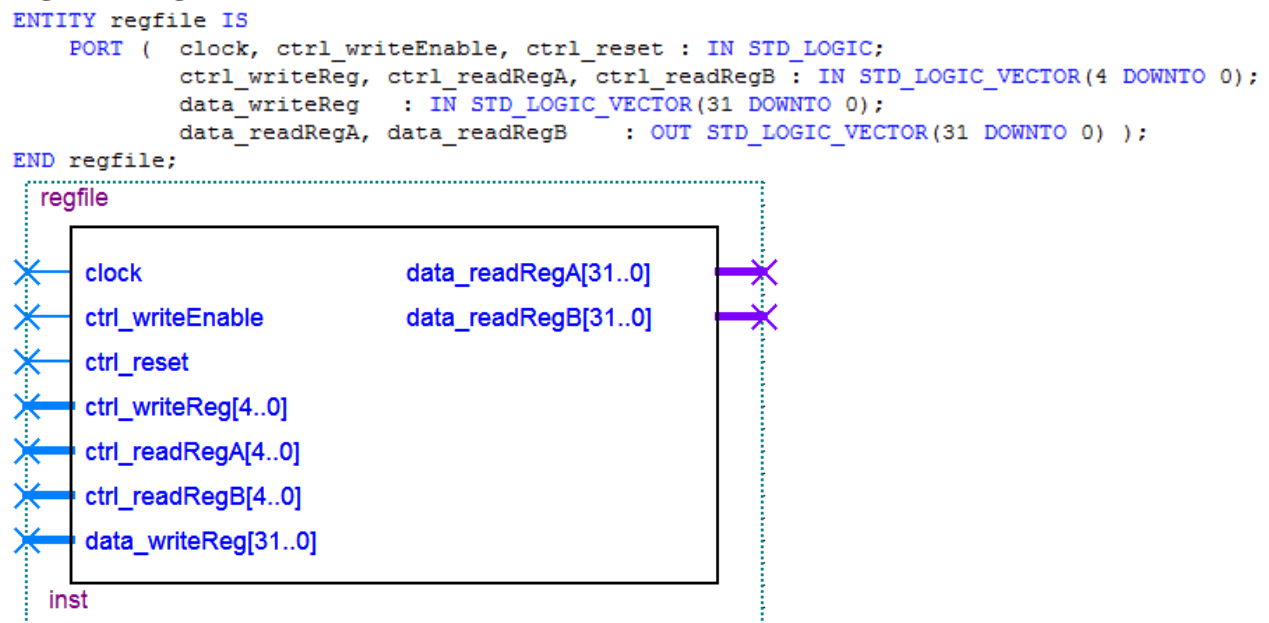 ENTITY regfile IS
PORT ( clock, ctrl_writeEnable, ctrl_reset : IN STD_LOGIC;
ctrl_writeReg, ctrl_readRegA, ctrl_readRegB : IN STD_LOGIC_VECTOR(4 DOWNTO 0);
data_writeReg : IN STD_LOGIC_VECTOR(31 DOWNTO 0);
data_readRegA, data_readRegB : OUT STD_LOGIC_VECTOR(31 DOWNTO 0) );
END regfile;
regfile
clock data_readRegA[31..0]
ctrl_writeEnable data_readRegB[31..0]
ctrl_reset
ctrl_writeReg[4..0]
ctrl_readRegA[4..0]
ctrl_readRegB[4..0]
data_writeReg[31..0]
inst